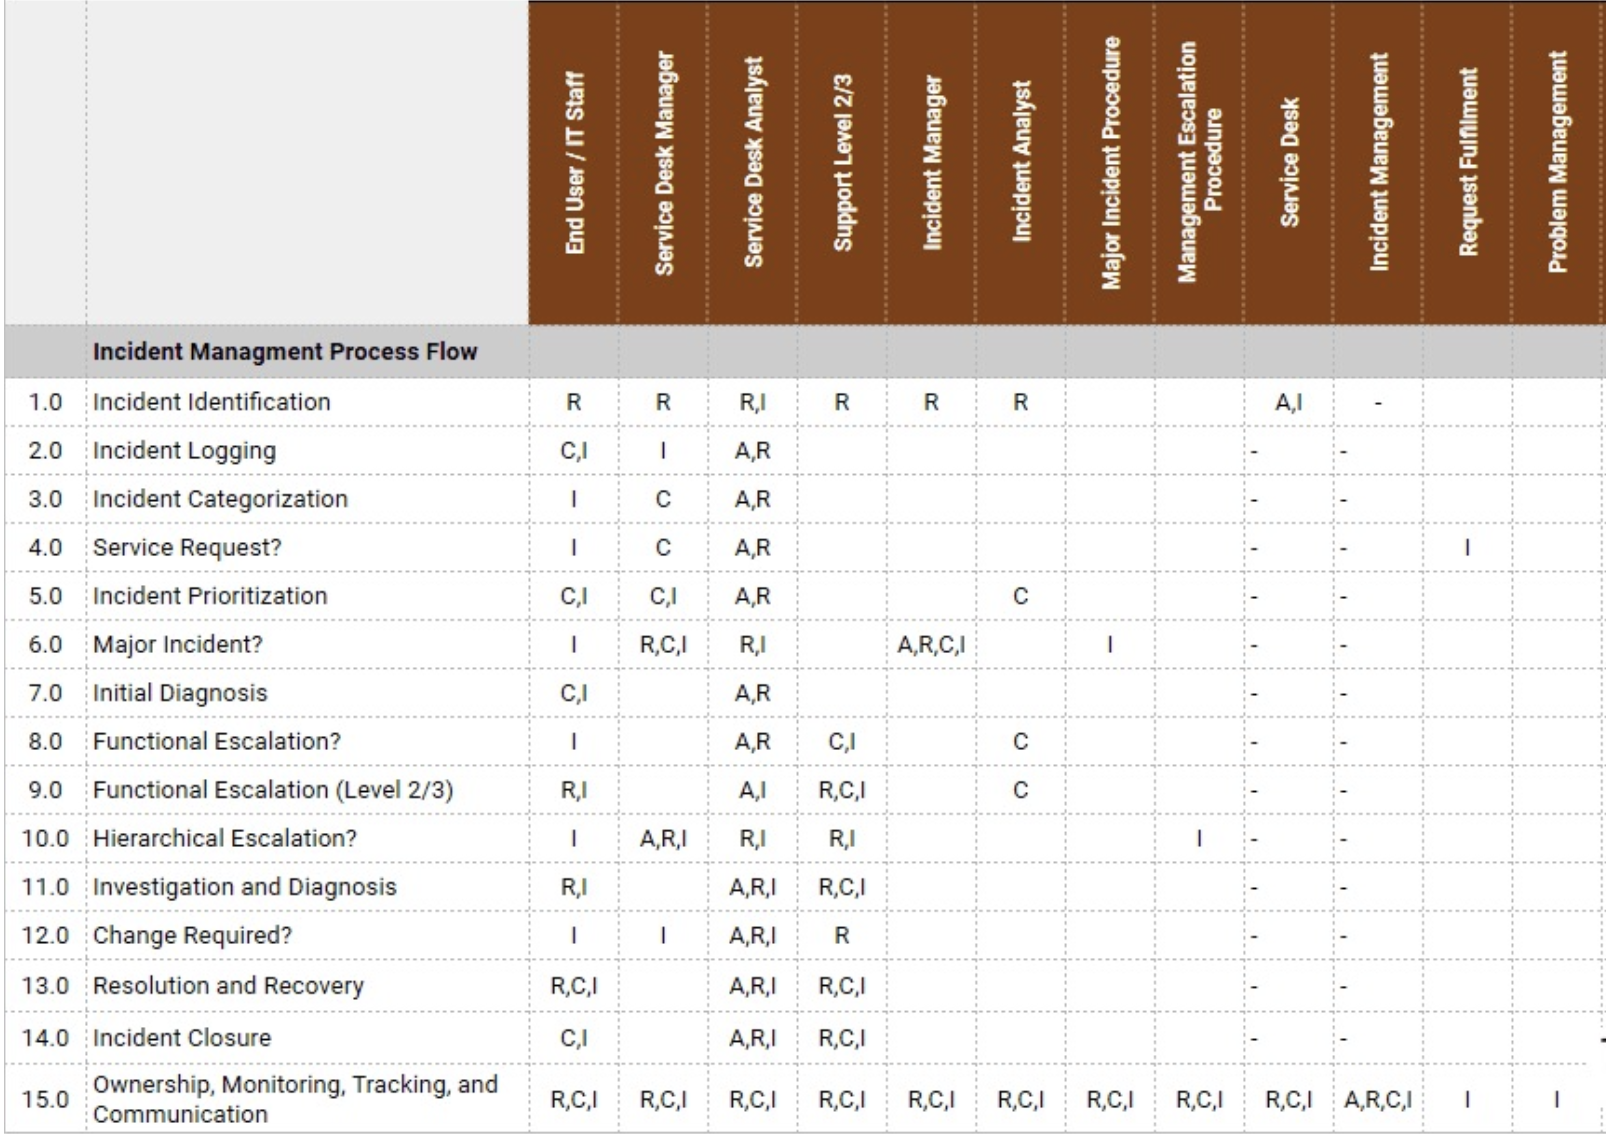 End User / IT Staff
Service Desk Manager
Service Desk Analyst
Support Level 2/3
Incident Manager
Incident Analyst
Major Incident Procedure
Management Escalation
Procedure
Service Desk
Incident Management
Request Fulfilment
Problem Management
Incident Managment Process Flow
1.0 Incident Identification R R R,I R R R A,I -
2.0 Incident Logging C,I I A,R - -
3.0 Incident Categorization I C A,R - -
4.0 Service Request? I C A,R - - I
5.0 Incident Prioritization C,I C,I A,R C - -
6.0 Major Incident? I R,C,I R,I A,R,C,I I - -
7.0 Initial Diagnosis C,I A,R - -
8.0 Functional Escalation? I A,R C,I C - -
9.0 Functional Escalation (Level 2/3) R,I A,I R,C,I C - -
10.0 Hierarchical Escalation? I A,R,I R,I R,I I - -
11.0 Investigation and Diagnosis R,I A,R,I R,C,I - -
12.0 Change Required? I I A,R,I R - -
13.0 Resolution and Recovery R,C,I A,R,I R,C,I - -
14.0 Incident Closure C,I A,R,I R,C,I - -
15.0 Ownership, Monitoring, Tracking, and
Communication R,C,I R,C,I R,C,I R,C,I R,C,I R,C,I R,C,I R,C,I R,C,I A,R,C,I I I